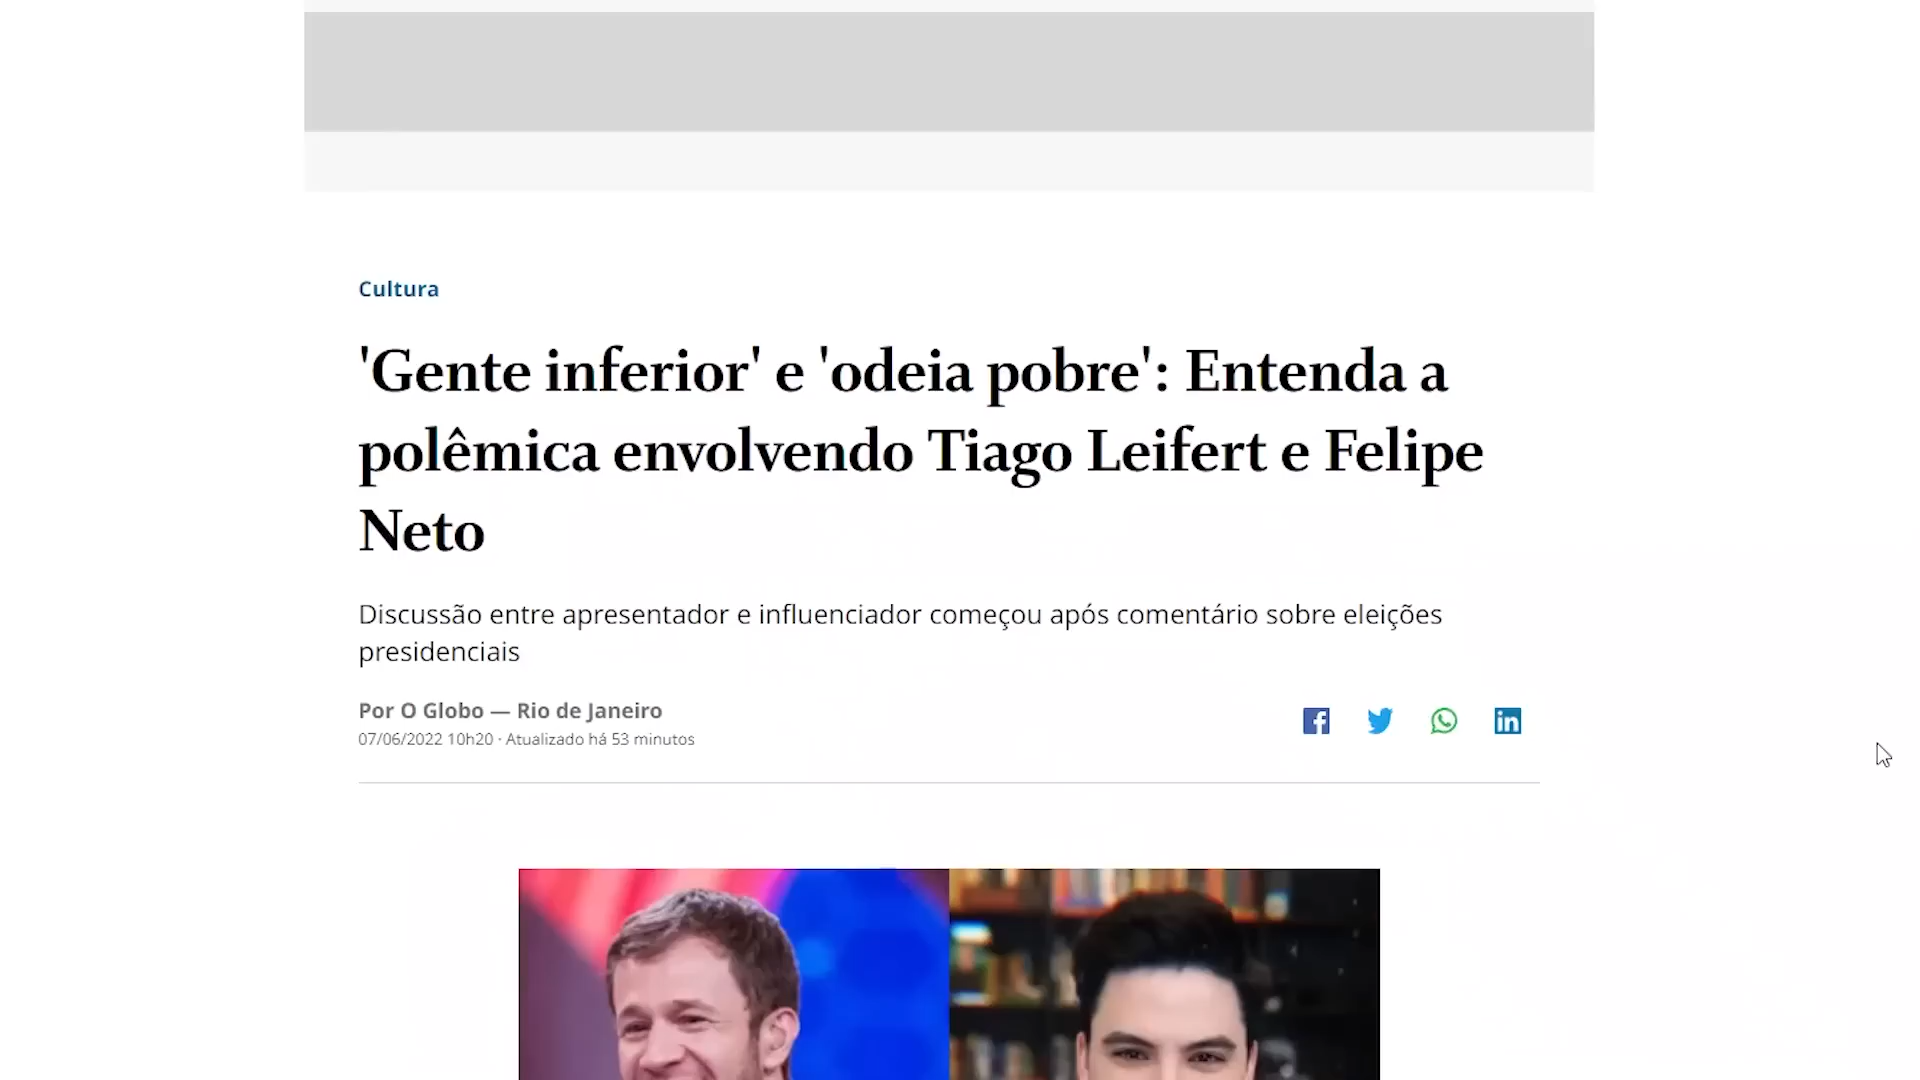 Cultura
'Gente inferior' e 'odeia pobre': Entenda a
polêmica envolvendo Tiago Leifert e Felipe
Neto
Discussão entre apresentador e influenciador começou após comentário sobre eleições
presidenciais
Por O Globo — Rio de Janeiro
07/06/2022 10h20 · Atualizado há 53 minutos